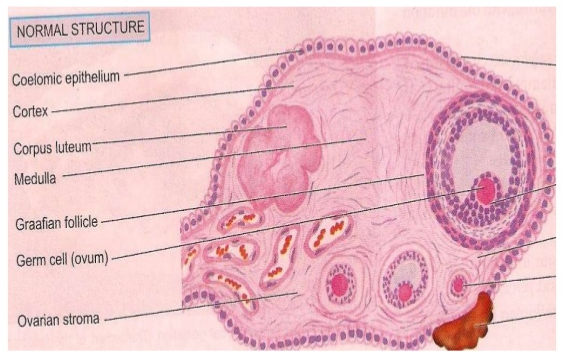 NORMAL STRUCTURE
Coelomic epithelium
Cortex
Corpus luteum
Medulla
Graafian follicle
Germ cell (ovum)
Ovarian stroma